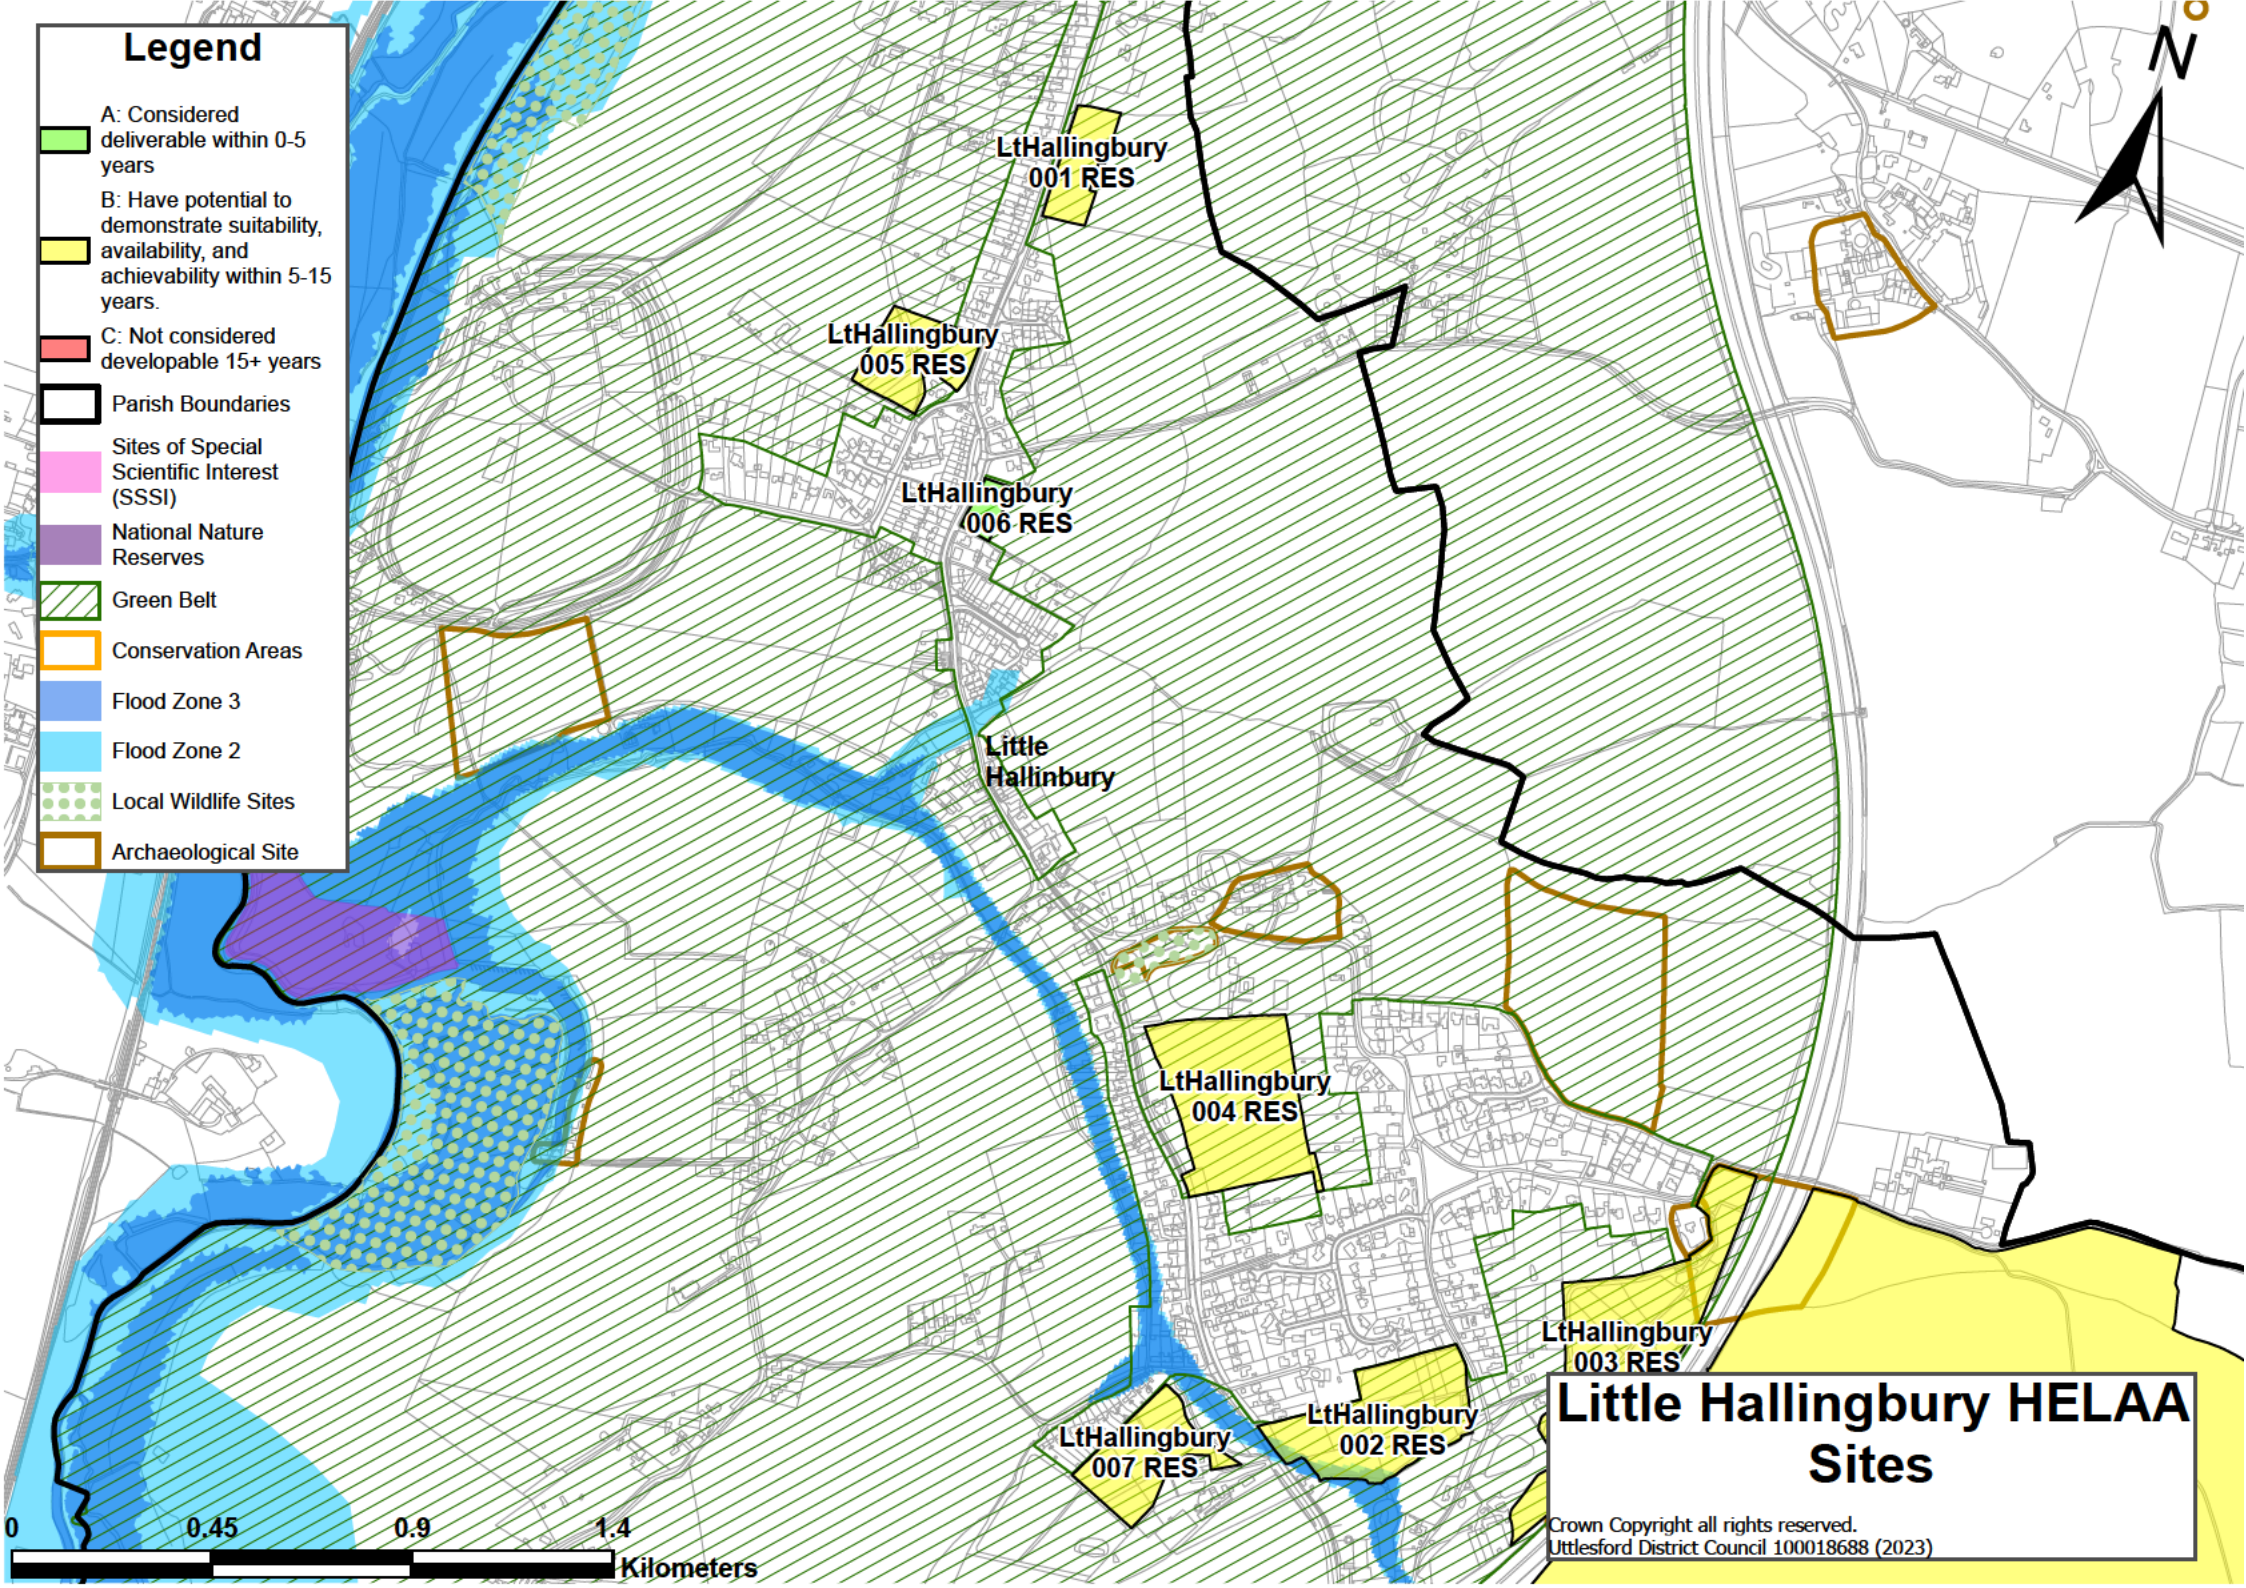 Legend
A: Considered
deliverable within 0-5
years
B: Have potential to
demonstrate suitability,
availability, and
achievability within 5-15
years.
C: Not considered
developable 15+ years
Parish Boundaries
Sites of Special
Scientific Interest
(SSSI)
National Nature
Reserves
Green Belt
Conservation Areas
Flood Zone 3
Flood Zone 2
Local Wildlife Sites
Archaeological Site
N
LtHallingbury
001 RES
LtHallingbury
005 RES
LtHallingbury
006 RES
Little
Hallinbury
LtHallingbury
004 RES
LtHallingbury
003 RES
LtHallingbury
002 RES
LtHallingbury
007 RES
Little Hallingbury HELAA
Sites
Crown Copyright all rights reserved.
Uttlesford District Council 100018688 (2023)
0 0.45 0.9 1.4
Kilometers